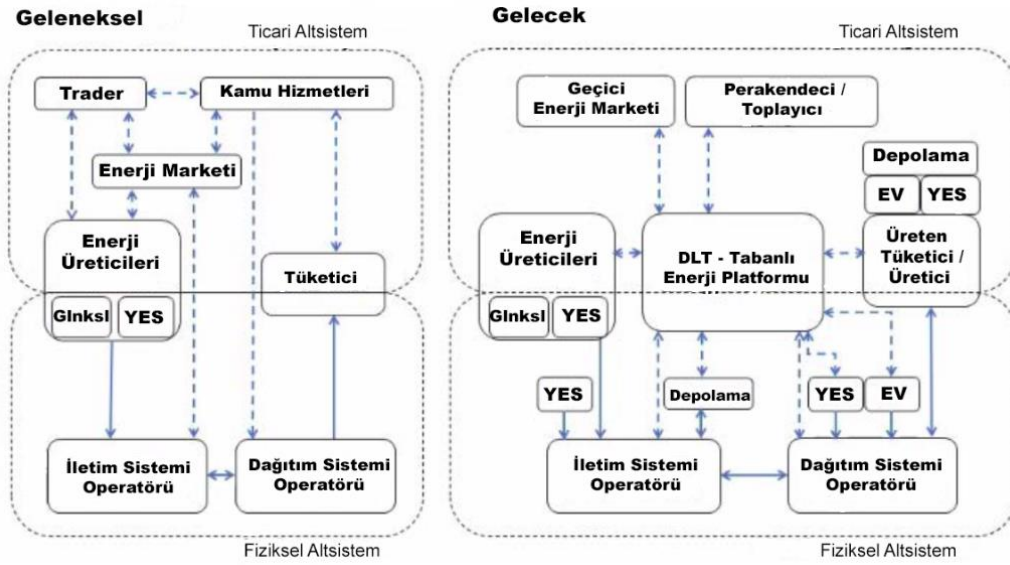 Geleneksel
Ticari Altsistem
Trader
Kamu Hizmetleri
Enerji Marketi
Enerji
Üreticileri
Glnksl
YES
Tüketici
İletim Sistemi
Operatörü
Dağıtım Sistemi
Operatörü
Fiziksel Altsistem
Gelecek
Ticari Altsistem
Geçici
Enerji Marketi
Perakendeci /
Toplayıcı
Depolama
EV
YES
Enerji
Üreticileri
Glnksl
YES
DLT - Tabanlı
Enerji Platformu
Üreten
Tüketici /
Üretici
YES
Depolama
YES
EV
İletim Sistemi
Operatörü
Dağıtım Sistemi
Operatörü
Fiziksel Altsistem